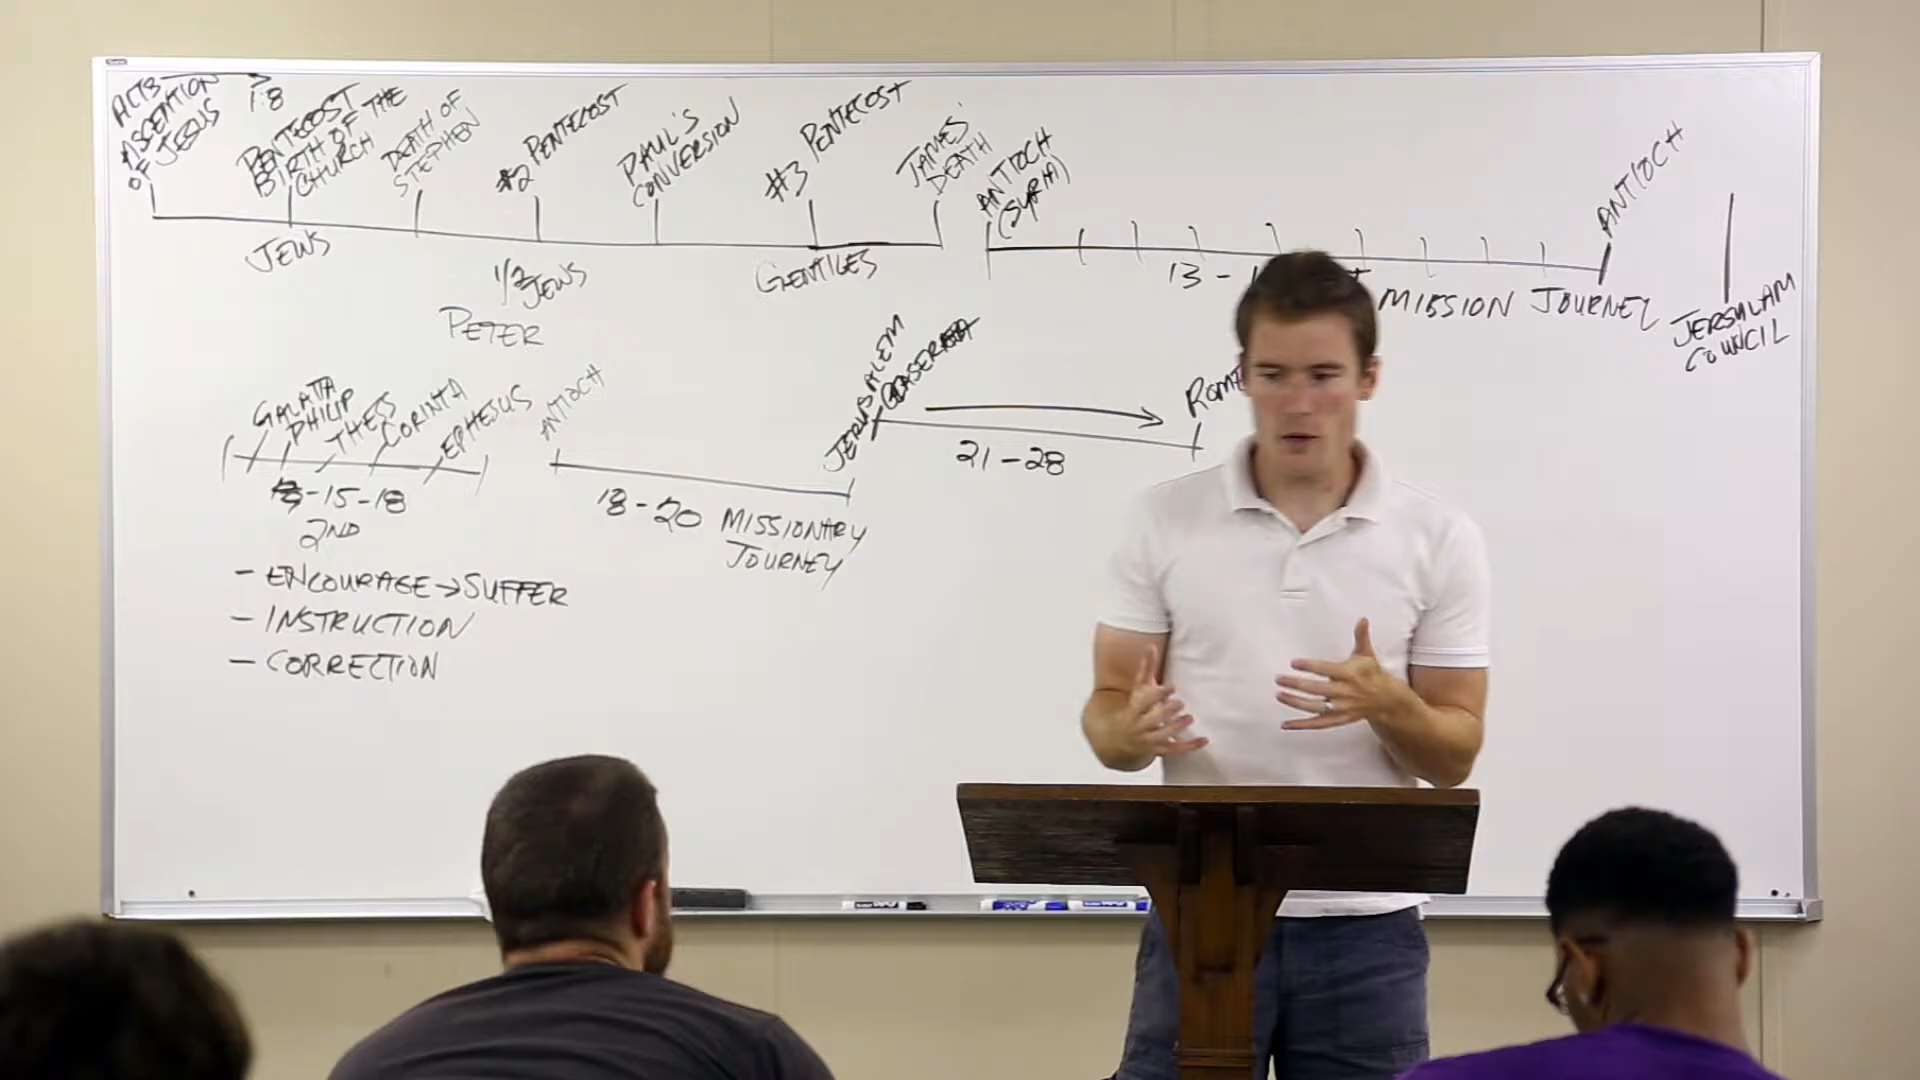 ACTS
1:8
ASCENTION
OF JESUS
PENTECOST
BIRTH OF THE
CHURCH
DEATH OF
STEPHEN
#2 PENTECOST
PAUL'S
CONVERSION
#3 PENTECOST
JAMES'
DEATH
ANTIOCH
(SYRIA)
ANTIOCH
JEWS
1/2 JEWS
PETER
GENTILES
13 -
MISSION JOURNEY
JERSULAM
COUNCIL
GALATIA
PHILIP
THESS
CORINTH
EPHESUS
-15-18
2ND
ANTIOCH
18-20 MISSIONARY
JOURNEY
JERUSALEM
21-28
- ENCOURAGE→SUFFER
- INSTRUCTION
- CORRECTION